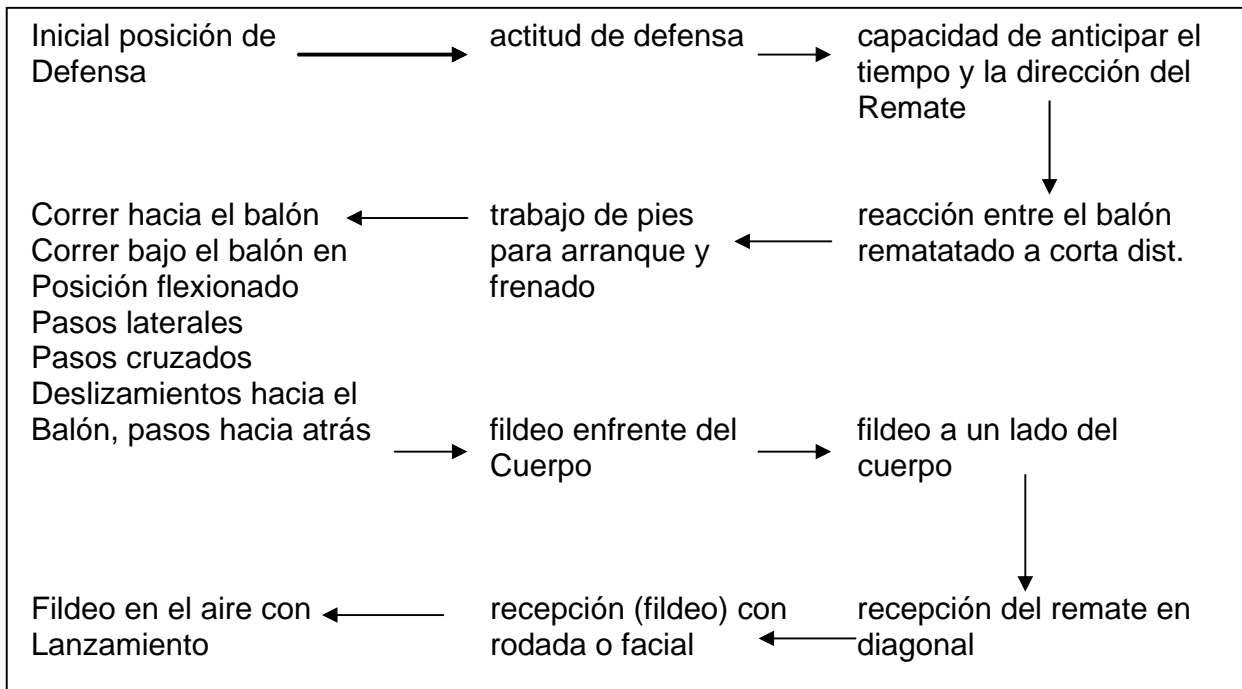 Inicial posición de
Defensa
actitud de defensa
capacidad de anticipar el
tiempo y la dirección del
Remate
reacción entre el balón
rematatado a corta dist.
trabajo de pies
para arranque y
frenado
Correr hacia el balón
Correr bajo el balón en
Posición flexionado
Pasos laterales
Pasos cruzados
Deslizamientos hacia el
Balón, pasos hacia atrás
fildeo enfrente del
Cuerpo
fildeo a un lado del
cuerpo
recepción del remate en
diagonal
recepción (fildeo) con
rodada o facial
Fildeo en el aire con
Lanzamiento